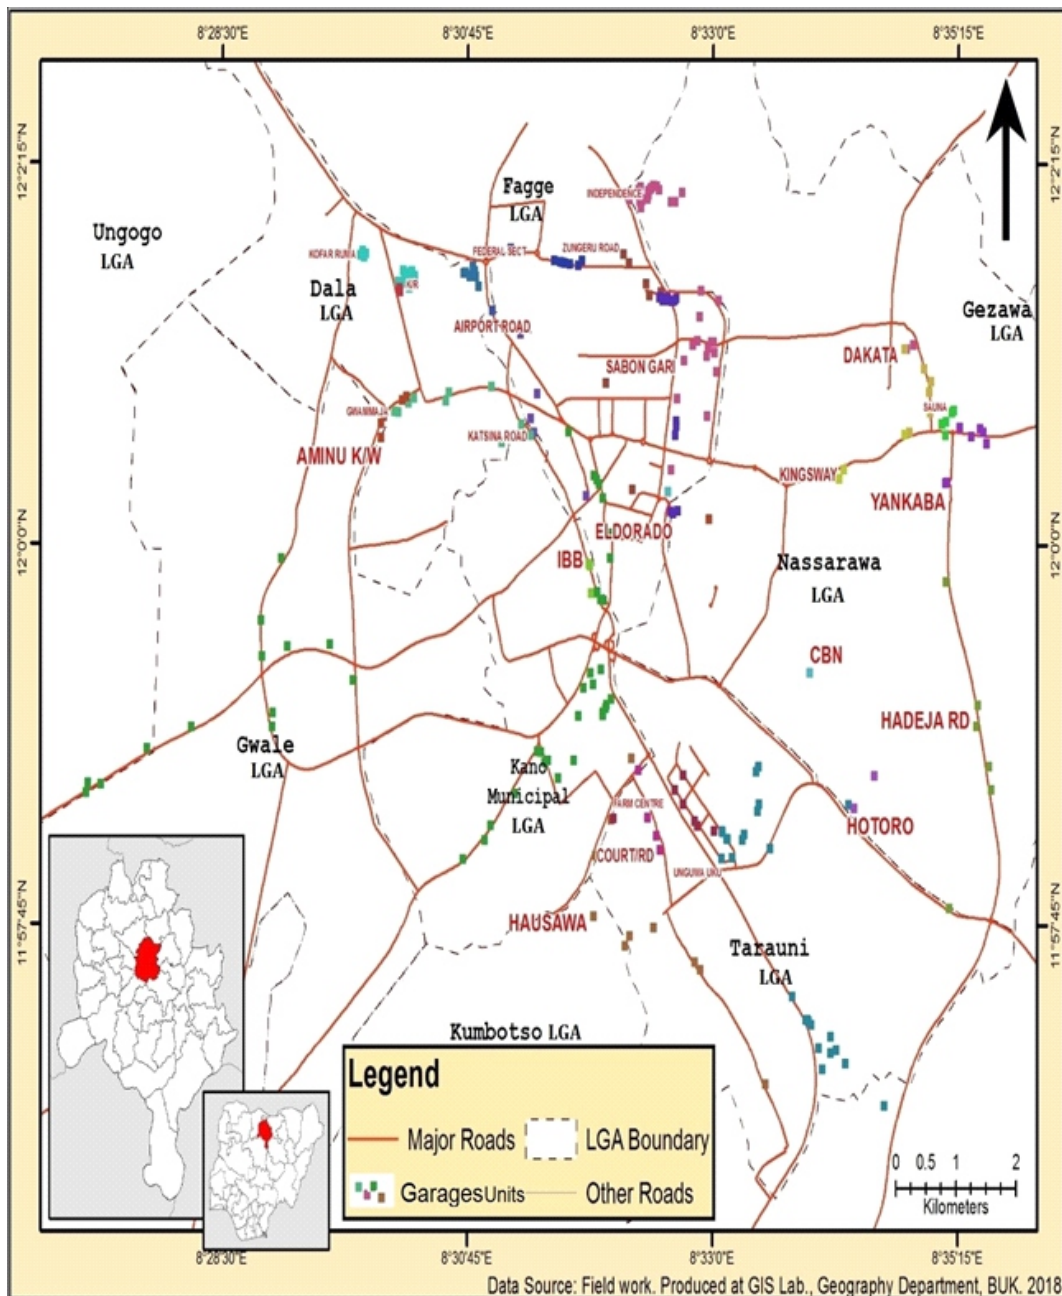 8°28'30"E
8°30'45"E
8°33'0"E
8°35'15"E
12°2'15"N
12°2'15"N
Fagge
LGA
INDEPENDENCE
Ungogo
LGA
KOFAR RUWA
FEDERAL SECT
ZUNGERU ROAD
K/R
Dala
LGA
Gezawa
LGA
AIRPORT ROAD
DAKATA
SABON GARI
GWAMMAJA
SAUNA
KATSINA ROAD
AMINU K/W
KINGSWAY
YANKABA
ELDORADO
12°0'0"N
12°0'0"N
IBB
Nassarawa
LGA
CBN
HADEJA RD
Gwale
LGA
Kano
Municipal
LGA
FARM CENTRE
HOTORO
COURT/RD
UNGUWA UKU
HAUSAWA
11°57'45"N
11°57'45"N
Tarauni
LGA
Kumbotso LGA
Legend
Major Roads
LGA Boundary
Garages Units
Other Roads
0 0.5 1 2
Kilometers
8°28'30"E
8°30'45"E
8°33'0"E
8°35'15"E
Data Source: Field work. Produced at GIS Lab., Geography Department, BUK. 2018